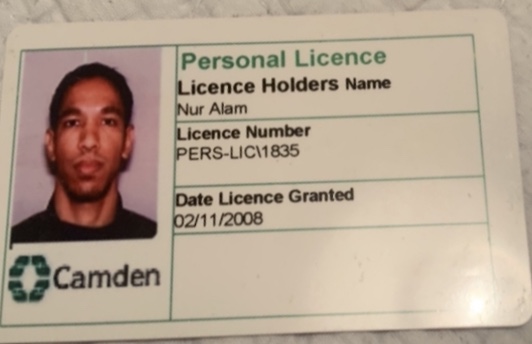 Personal Licence
Licence Holders Name
Nur Alam
Licence Number
PERS-LIC\1835
Date Licence Granted
02/11/2008
Camden